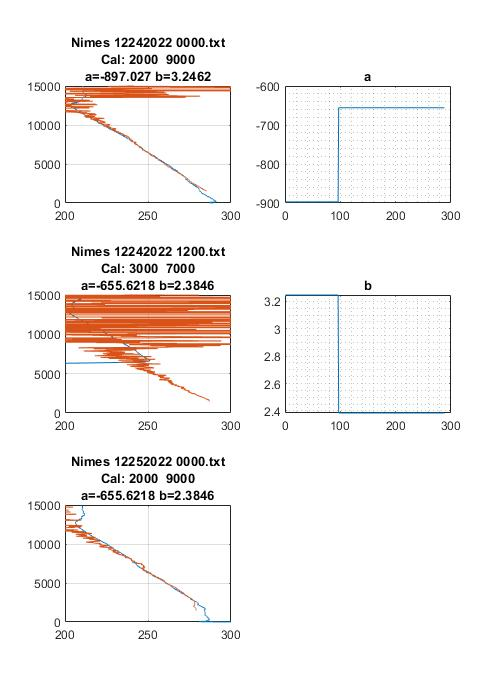 Nimes 12242022 0000.txt
Cal: 2000 9000
a=-897.027 b=3.2462
15000
10000
5000
0
200 250 300
a
-600
-700
-800
-900
0 100 200 300
Nimes 12242022 1200.txt
Cal: 3000 7000
a=-655.6218 b=2.3846
15000
10000
5000
0
200 250 300
b
3.2
3
2.8
2.6
2.4
0 100 200 300
Nimes 12252022 0000.txt
Cal: 2000 9000
a=-655.6218 b=2.3846
15000
10000
5000
0
200 250 300